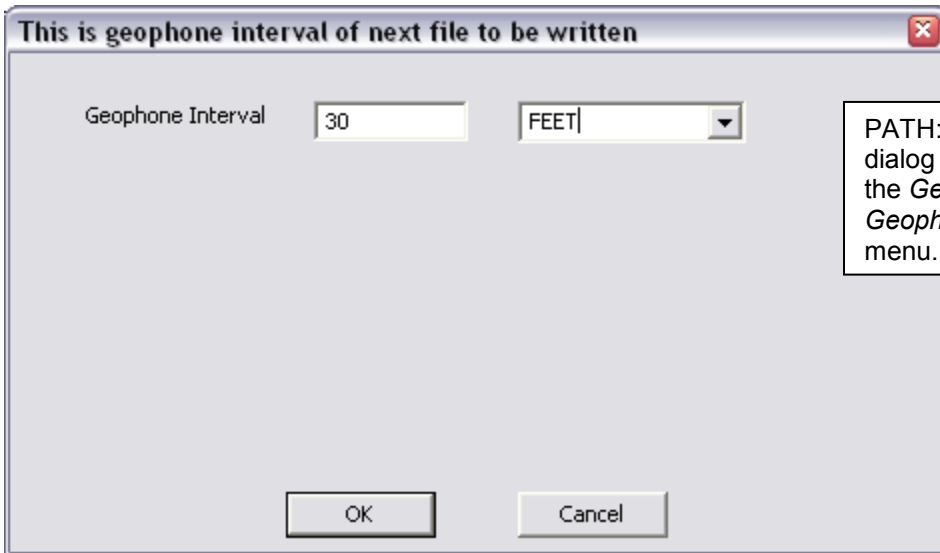 This is geophone interval of next file to be written
Geophone Interval 30 FEET
PATH:
dialog
the
menu.
OK Cancel